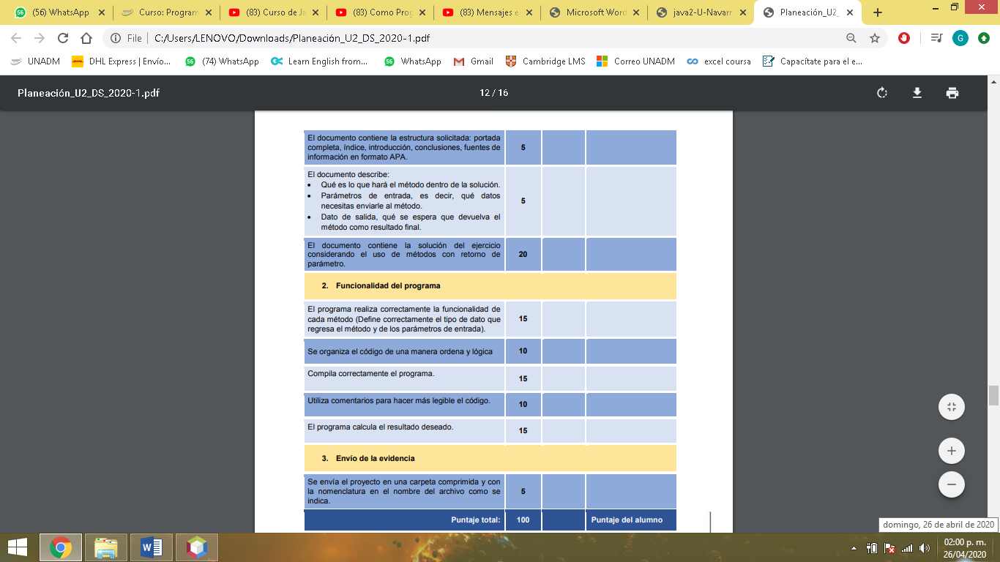 (56) WhatsApp
Curso: Program
(83) Curso de Ja
(83) Como Prog
(83) Mensajes e
Microsoft Word
java2-U-Navarr
Planeación_U2_
File
C:/Users/LENOVO/Downloads/Planeación_U2_DS_2020-1.pdf
G
UNADM
DHL Express | Envío...
(74) WhatsApp
Learn English from...
WhatsApp
Gmail
Cambridge LMS
Correo UNADM
excel coursa
Capacítate para el e...
Planeación_U2_DS_2020-1.pdf
12 / 16
El documento contiene la estructura solicitada: portada
completa, índice, introducción, conclusiones, fuentes de
información en formato APA.
5
El documento describe:
• Qué es lo que hará el método dentro de la solución.
• Parámetros de entrada, es decir, qué datos
necesitas enviarle al método.
• Dato de salida, qué se espera que devuelva el
método como resultado final.
5
El documento contiene la solución del ejercicio
considerando el uso de métodos con retorno de
parámetro.
20
2. Funcionalidad del programa
El programa realiza correctamente la funcionalidad de
cada método (Define correctamente el tipo de dato que
regresa el método y de los parámetros de entrada).
15
Se organiza el código de una manera ordena y lógica
10
Compila correctamente el programa.
15
Utiliza comentarios para hacer más legible el código.
10
El programa calcula el resultado deseado.
15
3. Envío de la evidencia
Se envía el proyecto en una carpeta comprimida y con
la nomenclatura en el nombre del archivo como se
indica.
5
Puntaje total:
100
Puntaje del alumno
domingo, 26 de abril de 2020
02:00 p. m.
26/04/2020